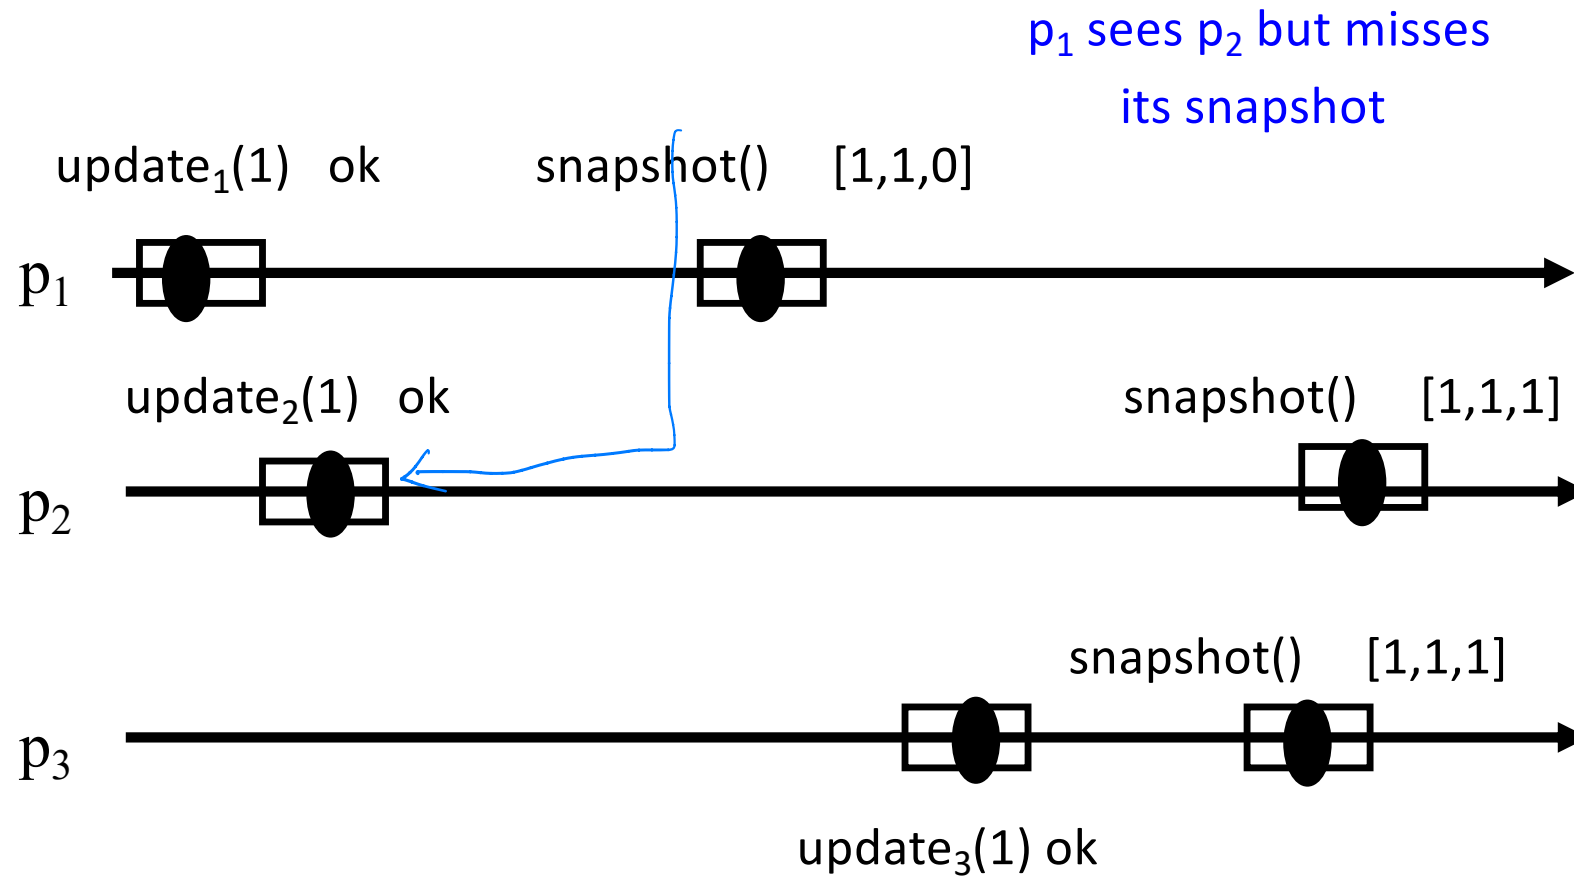 p₁ sees p₂ but misses
its snapshot
update₁(1) ok snapshot() [1,1,0]
p₁
update₂(1) ok snapshot() [1,1,1]
p₂
snapshot() [1,1,1]
p₃
update₃(1) ok